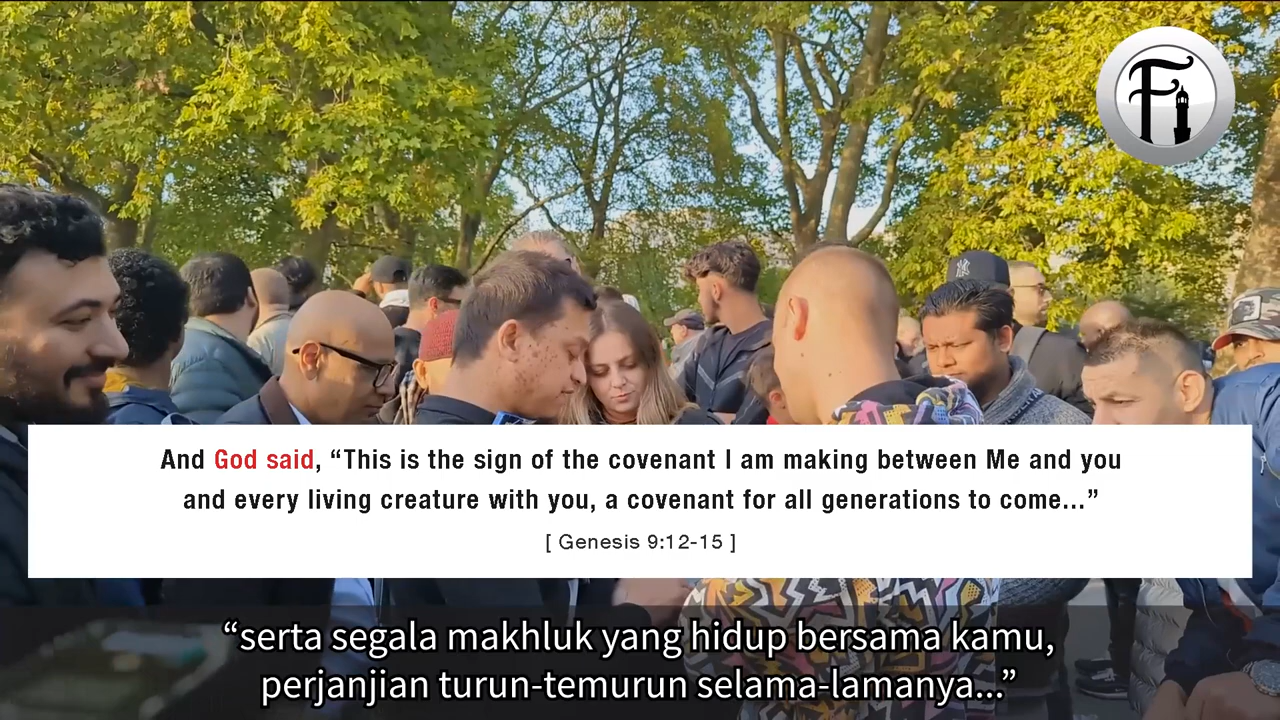 Fi
And God said, “This is the sign of the covenant I am making between Me and you
and every living creature with you, a covenant for all generations to come...”
[ Genesis 9:12-15 ]
“serta segala makhluk yang hidup bersama kamu,
perjanjian turun-temurun selama-lamanya...”